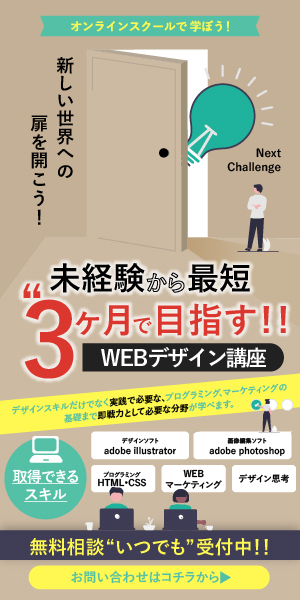 オンラインスクールで学ぼう！
新しい世界への
扉を開こう！
Next
Challenge
未経験から最短
“3ヶ月で目指す!!
WEBデザイン講座
デザインスキルだけでなく実践で必要な、プログラミング、マーケティングの
基礎まで即戦力として必要な分野が学べます。
取得できる
スキル
デザインソフト
adobe illustrator
画像編集ソフト
adobe photoshop
プログラミング
HTML・CSS
WEB
マーケティング
デザイン思考
無料相談“いつでも”受付中!!
お問い合わせはコチラから▶